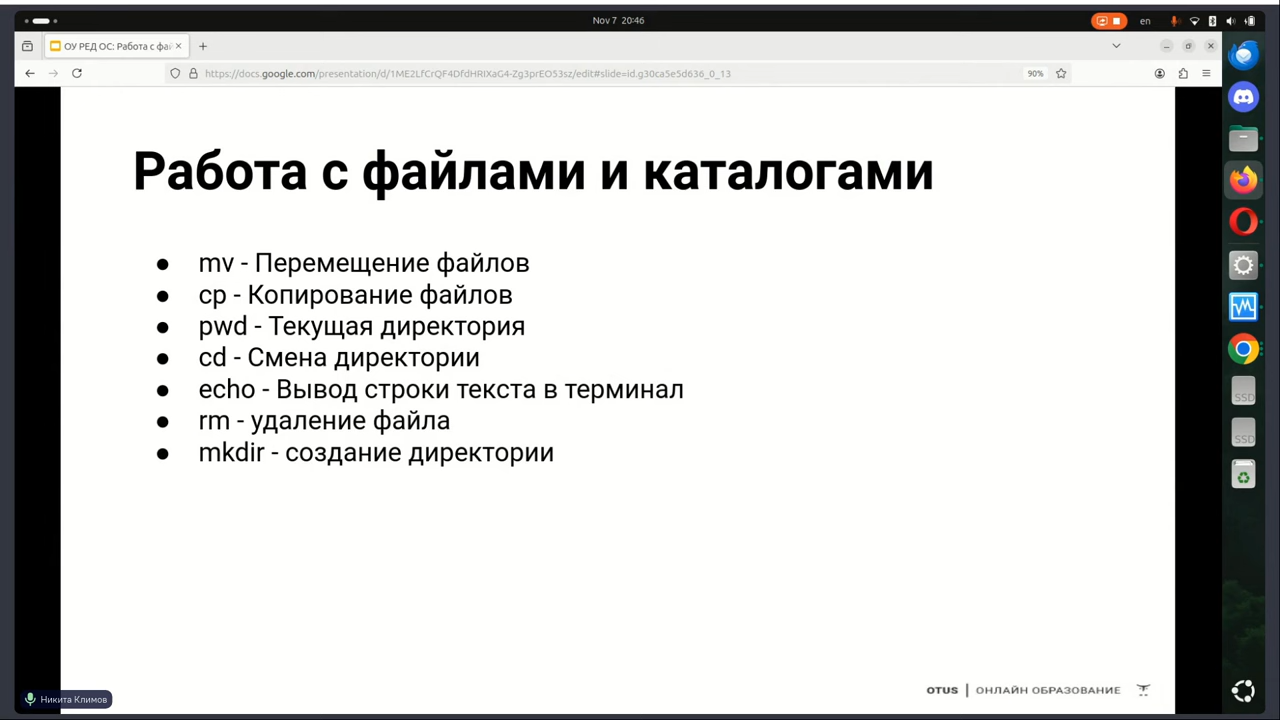 Nov 7 20:46
en
ОУ РЕД ОС: Работа с фай
https://docs.google.com/presentation/d/1ME2LfCrQF4DfdHRIXaG4-Zg3prEO53sz/edit#slide=id.g30ca5e5d636_0_13
90%
Работа с файлами и каталогами
● mv - Перемещение файлов
● cp - Копирование файлов
● pwd - Текущая директория
● cd - Смена директории
● echo - Вывод строки текста в терминал
● rm - удаление файла
● mkdir - создание директории
SSD
SSD
Никита Климов
OTUS | ОНЛАЙН ОБРАЗОВАНИЕ